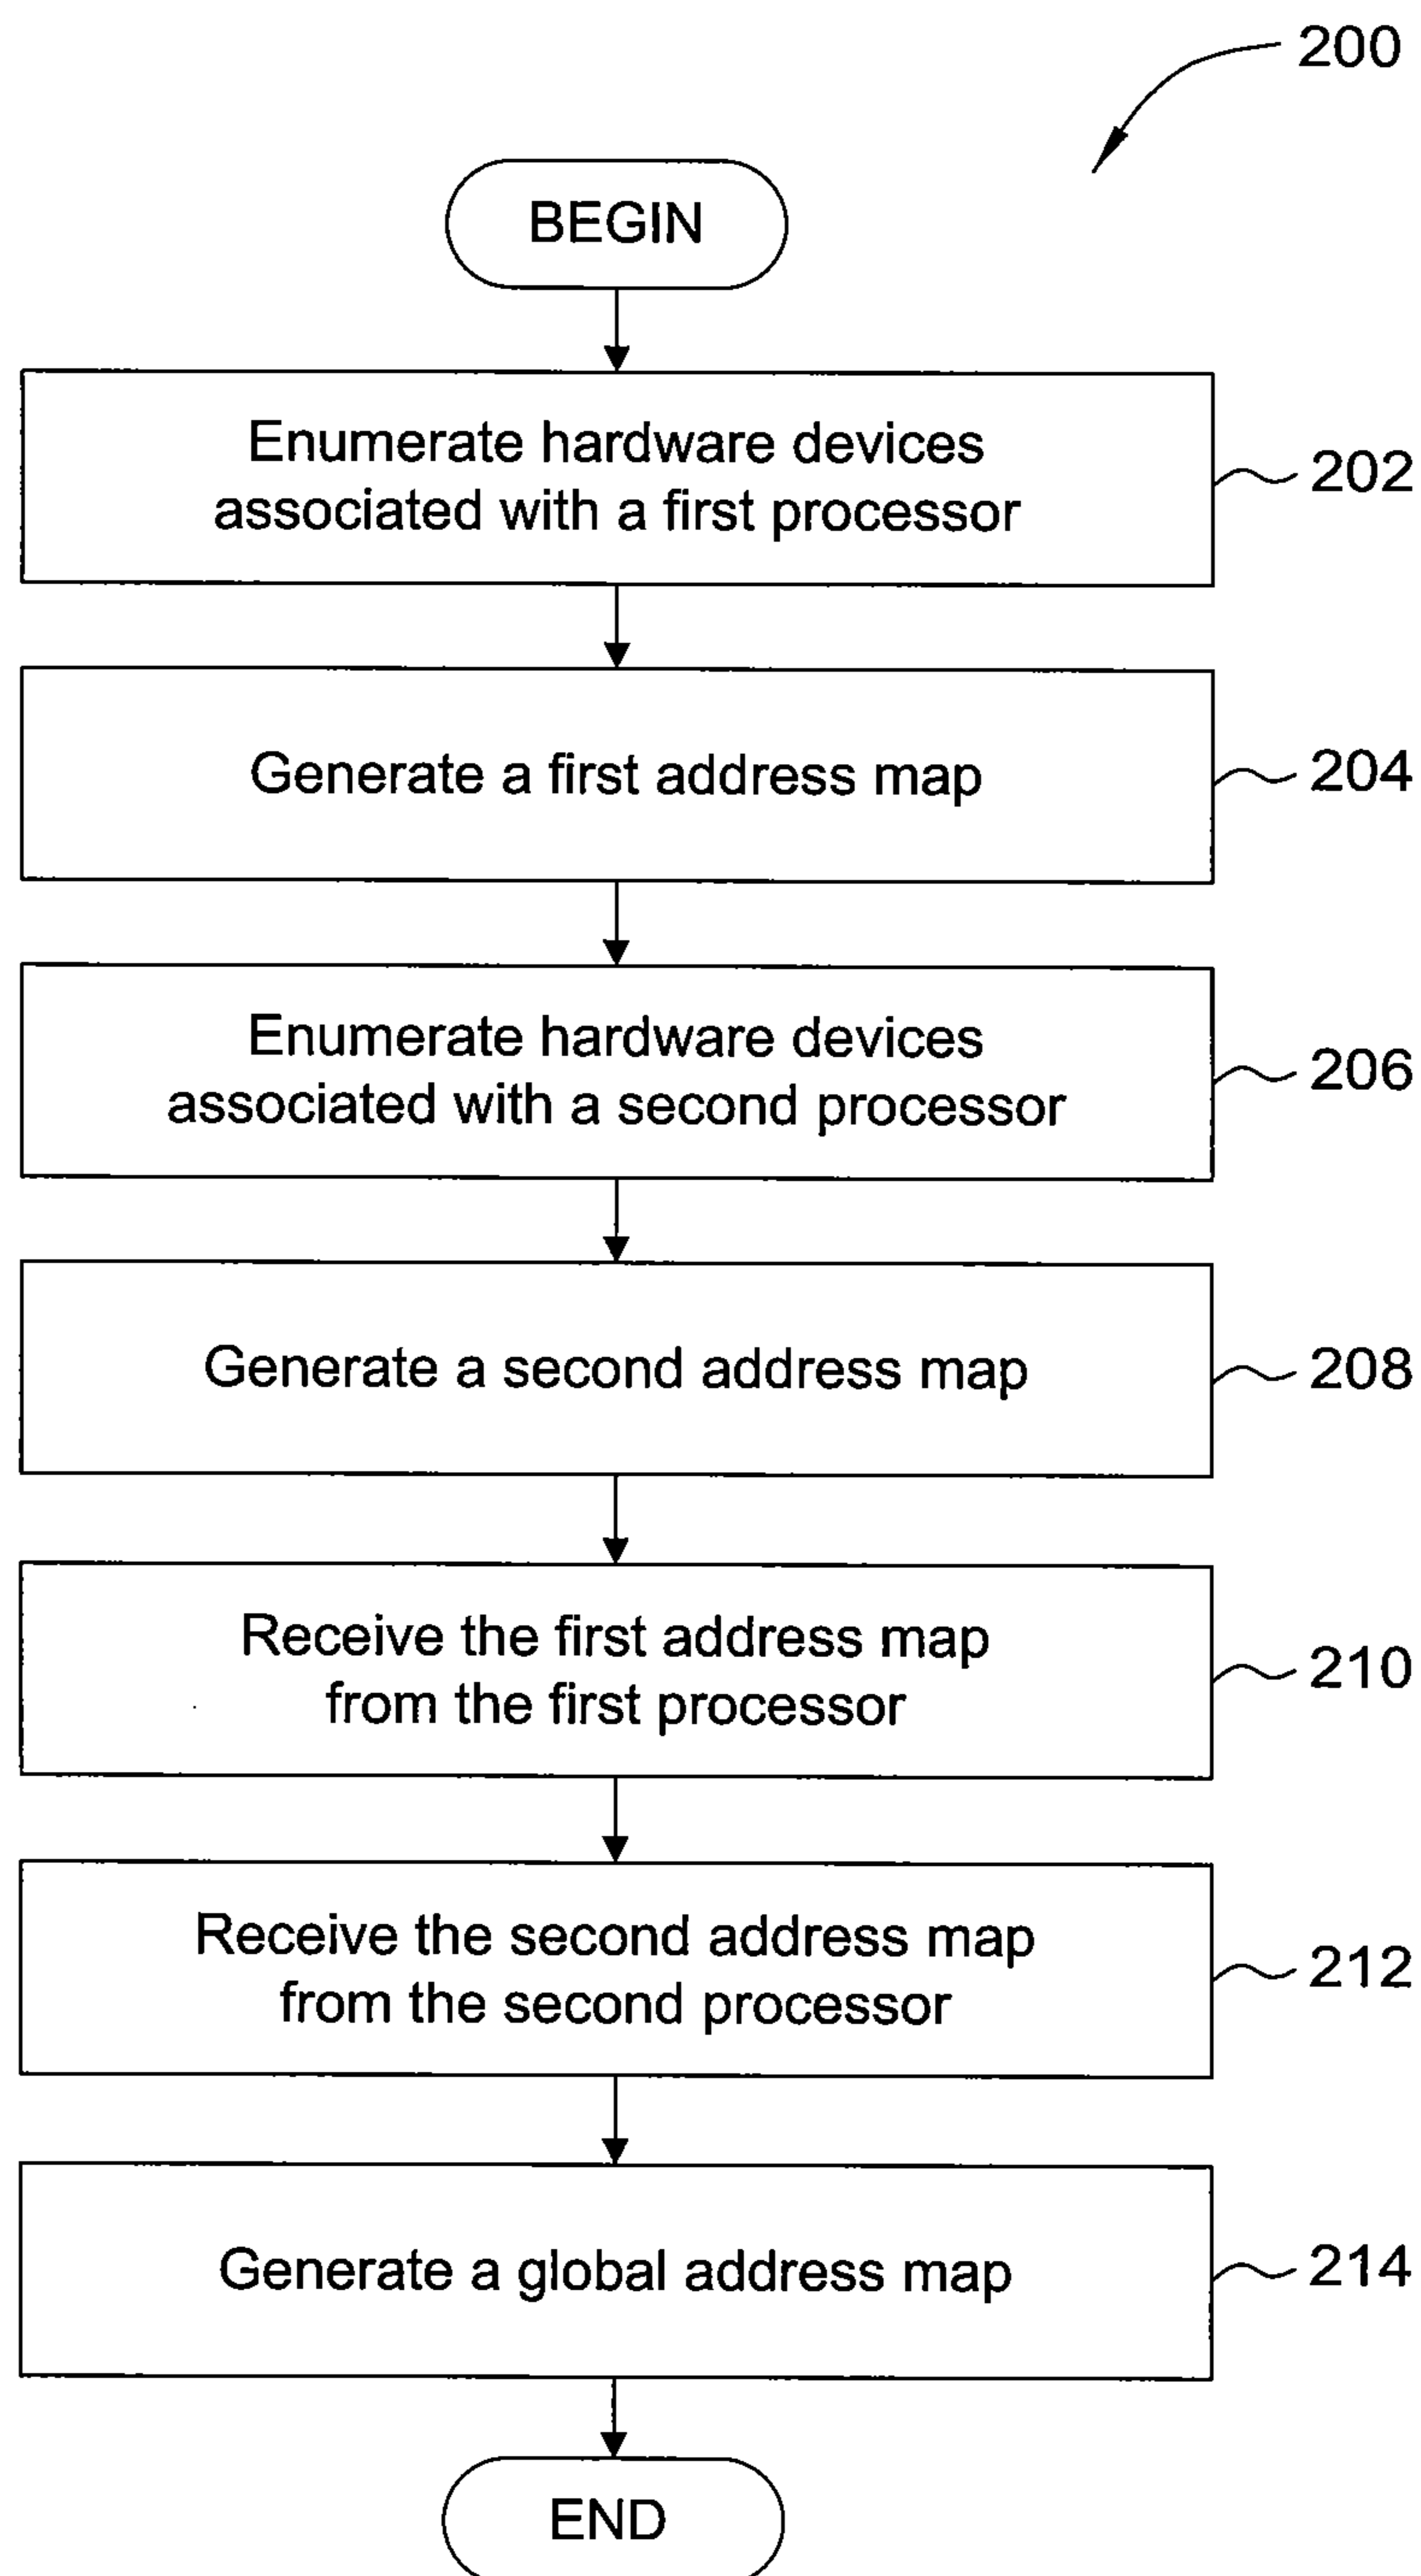 200
BEGIN
Enumerate hardware devices
associated with a first processor
202
Generate a first address map
204
Enumerate hardware devices
associated with a second processor
206
Generate a second address map
208
Receive the first address map
from the first processor
210
Receive the second address map
from the second processor
212
Generate a global address map
214
END